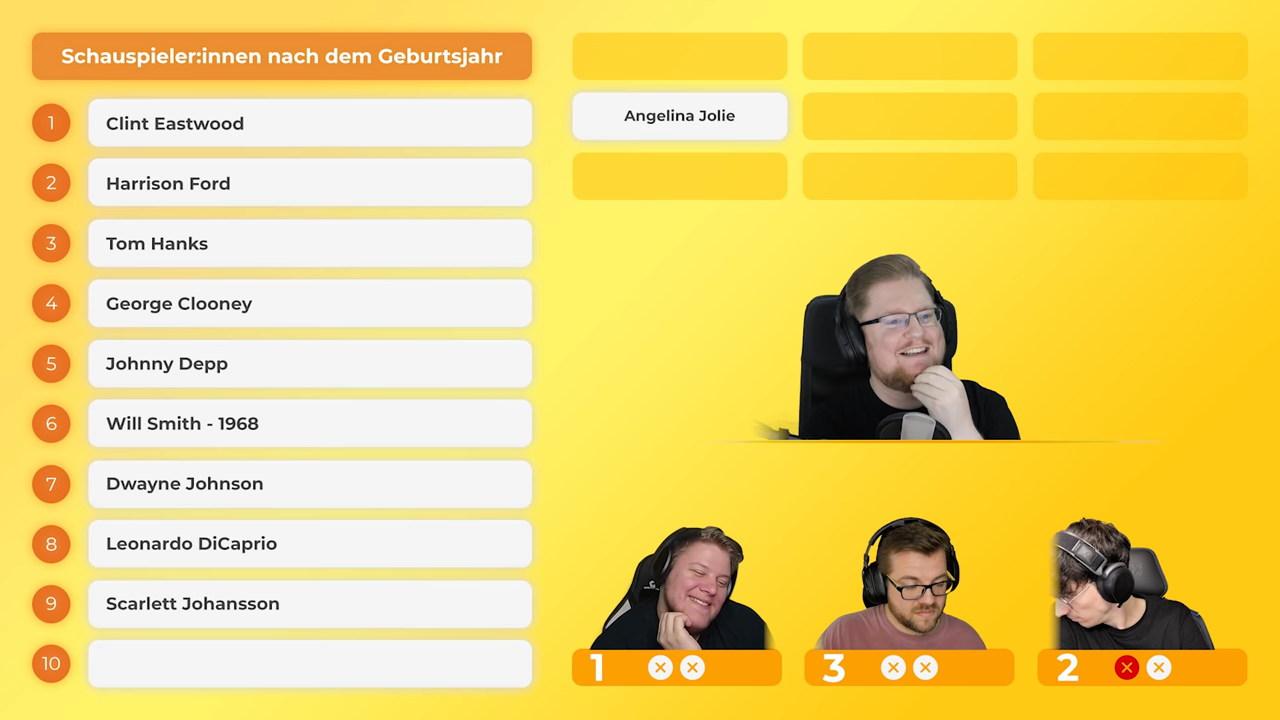 Schauspieler:innen nach dem Geburtsjahr
1 Clint Eastwood
2 Harrison Ford
3 Tom Hanks
4 George Clooney
5 Johnny Depp
6 Will Smith - 1968
7 Dwayne Johnson
8 Leonardo DiCaprio
9 Scarlett Johansson
10
Angelina Jolie
1
3
2